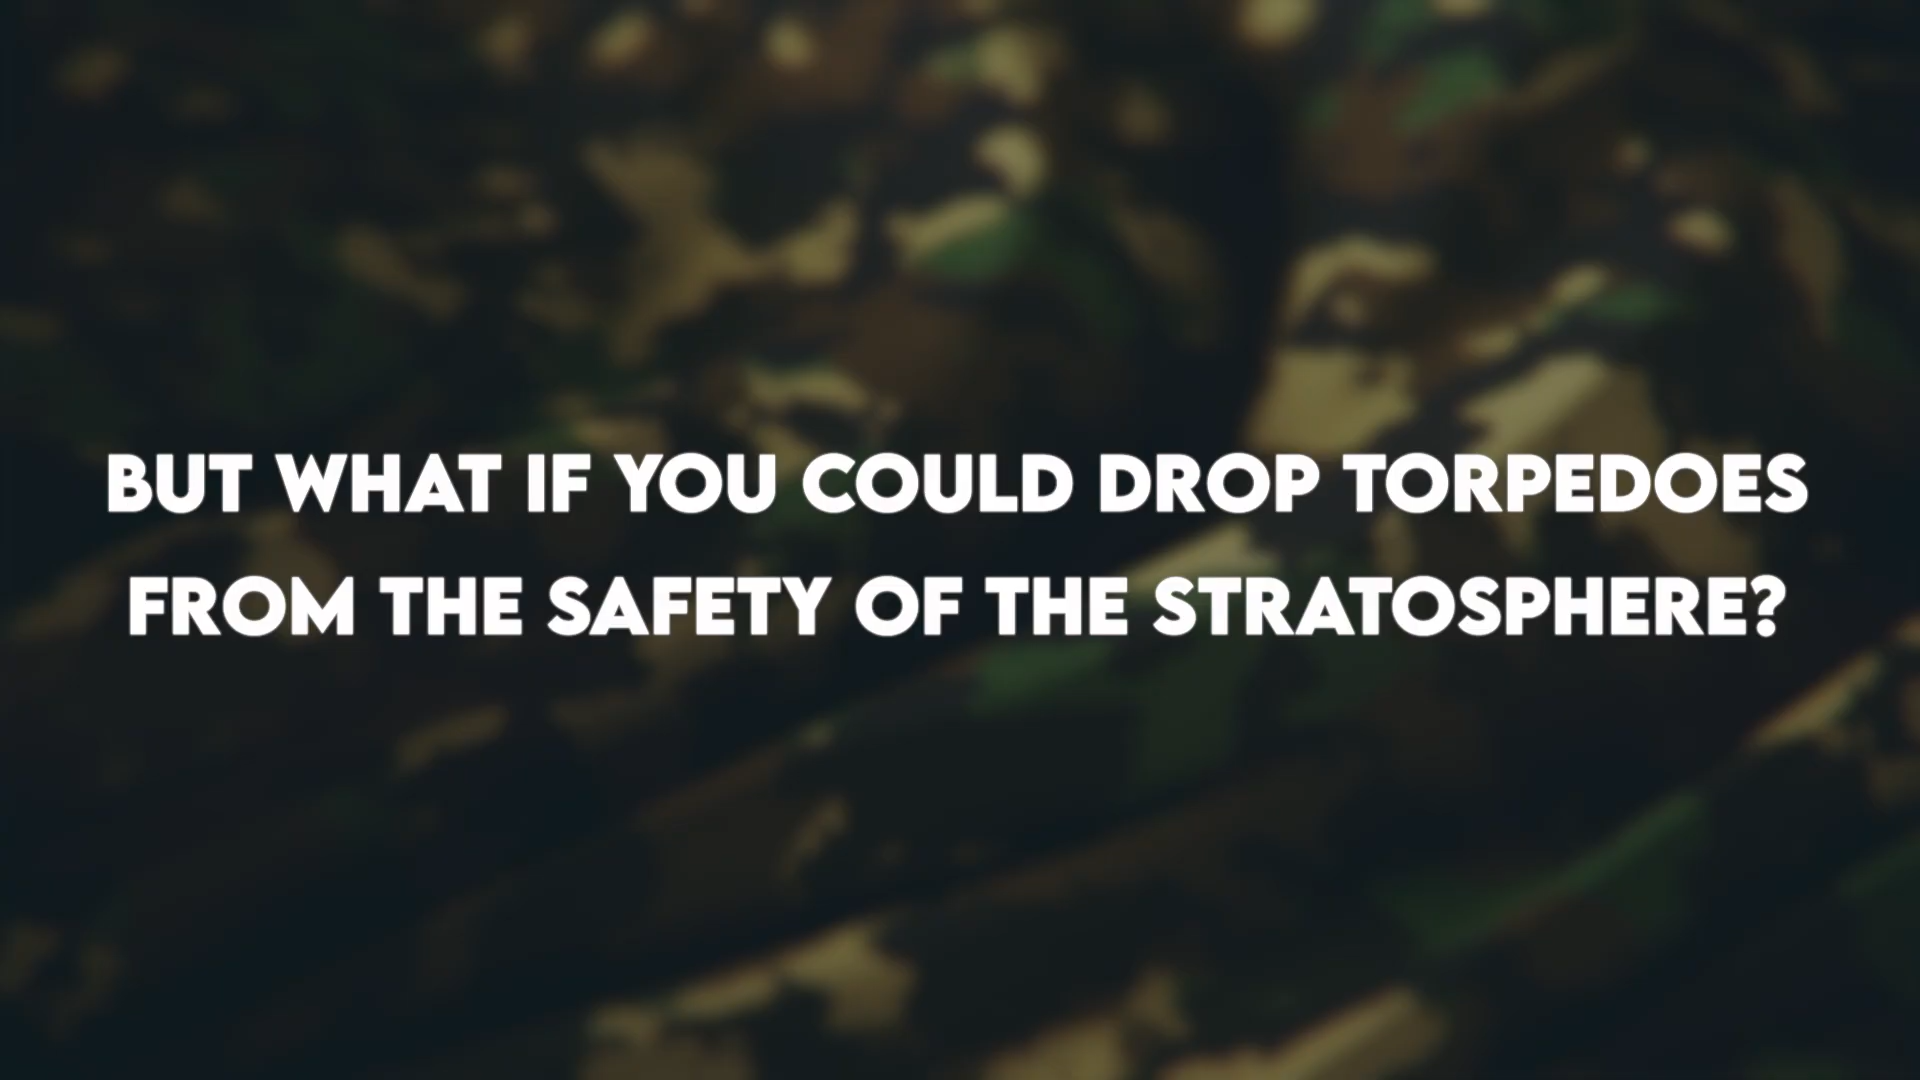 BUT WHAT IF YOU COULD DROP TORPEDOES
FROM THE SAFETY OF THE STRATOSPHERE?